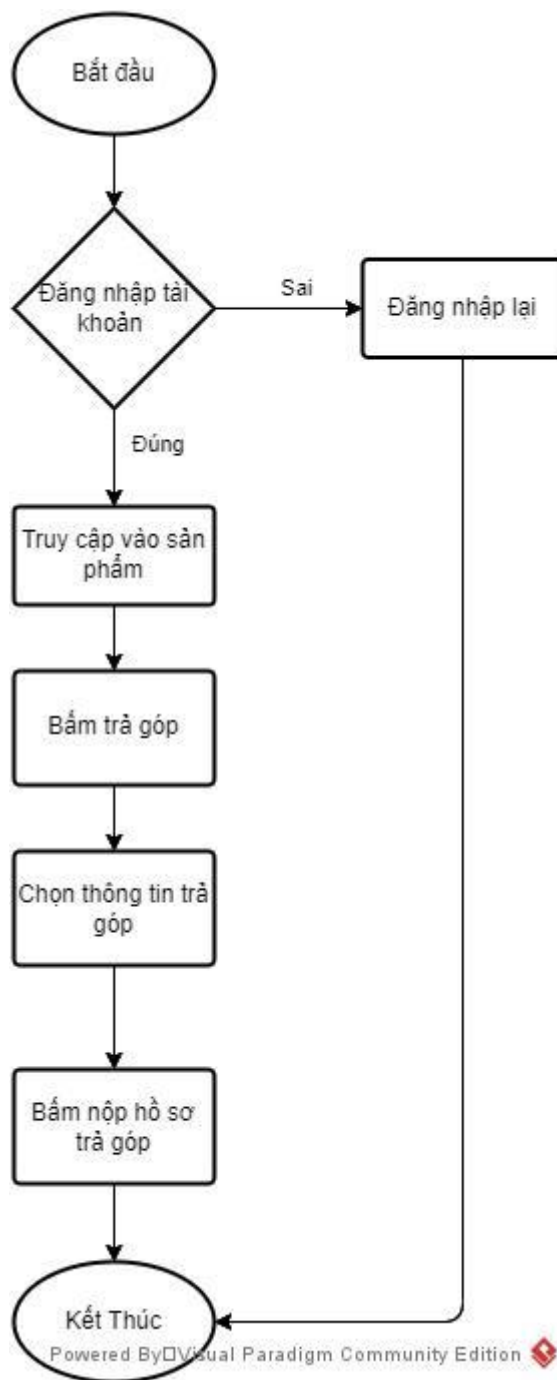 Bắt đầu
Đăng nhập tài
khoản
Sai
Đăng nhập lại
Đúng
Truy cập vào sản
phẩm
Bấm trả góp
Chọn thông tin trả
góp
Bấm nộp hồ sơ
trả góp
Kết Thúc
Powered By□Visual Paradigm Community Edition